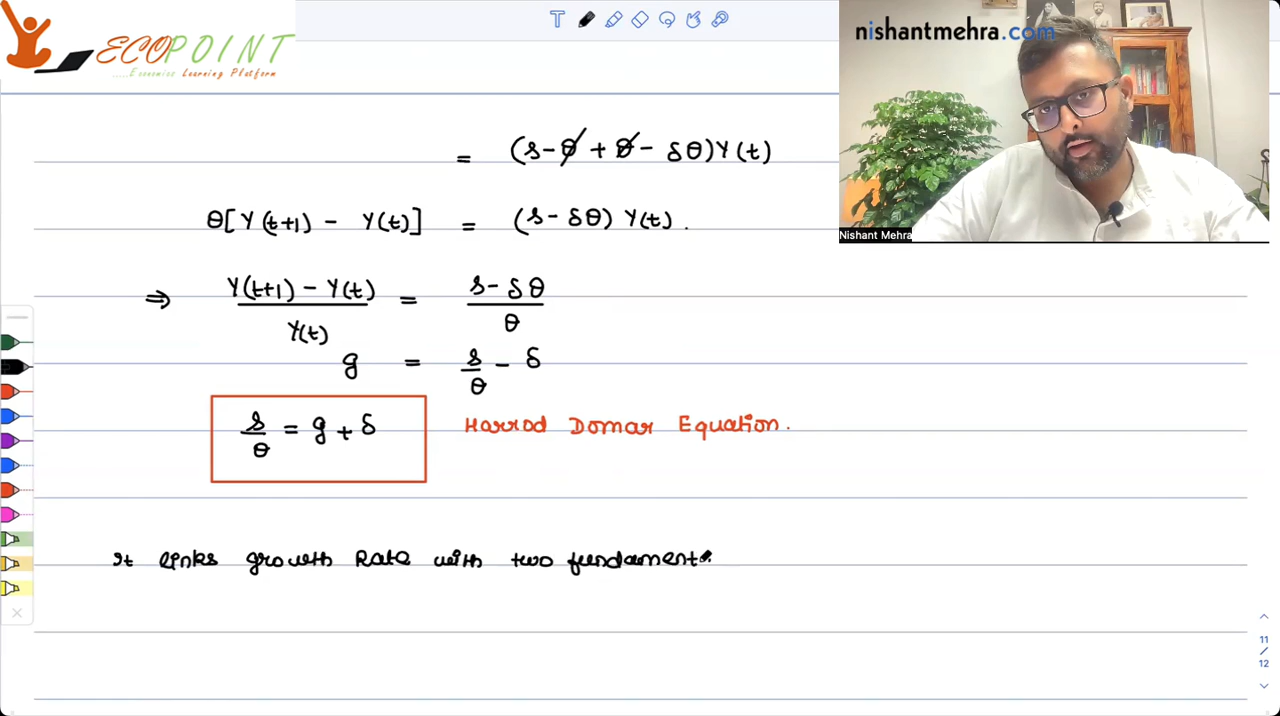 ECOPOINT
.....Economics Learning Platform
nishantmehra.com
Nishant Mehra
= (s-θ + θ - δθ)Y(t)
θ[Y(t+1) - Y(t)] = (s-δθ) Y(t).
⇒ Y(t+1) - Y(t) / Y(t) = s-δθ / θ
g = s/θ - δ
s/θ = g + δ Harrod Domar Equation.
It links growth Rate with two fundament
11
/
12